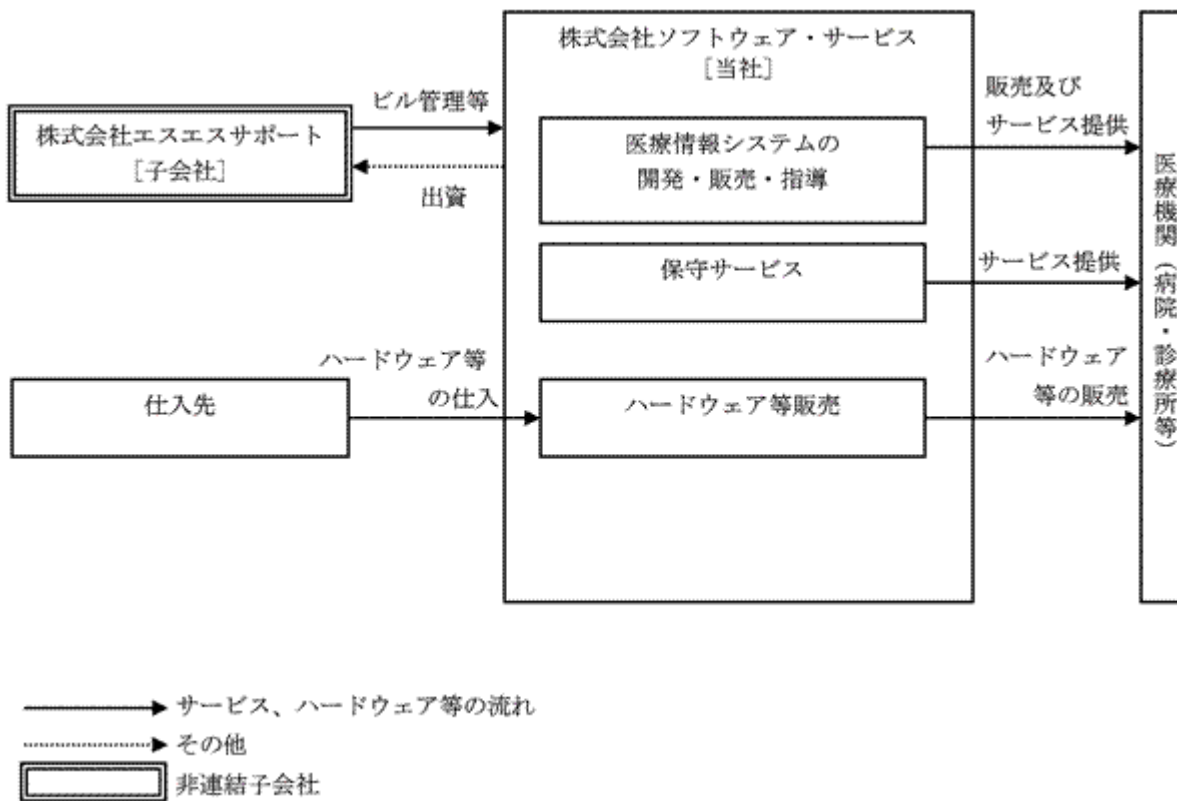 株式会社ソフトウェア・サービス
［当社］
ビル管理等
株式会社エスエスサポート
［子会社］
出資
医療情報システムの
開発・販売・指導
販売及び
サービス提供
保守サービス
サービス提供
仕入先
ハードウェア等
の仕入
ハードウェア等販売
ハードウェア
等の販売
医療機関（病院・診療所等）
サービス、ハードウェア等の流れ
その他
非連結子会社